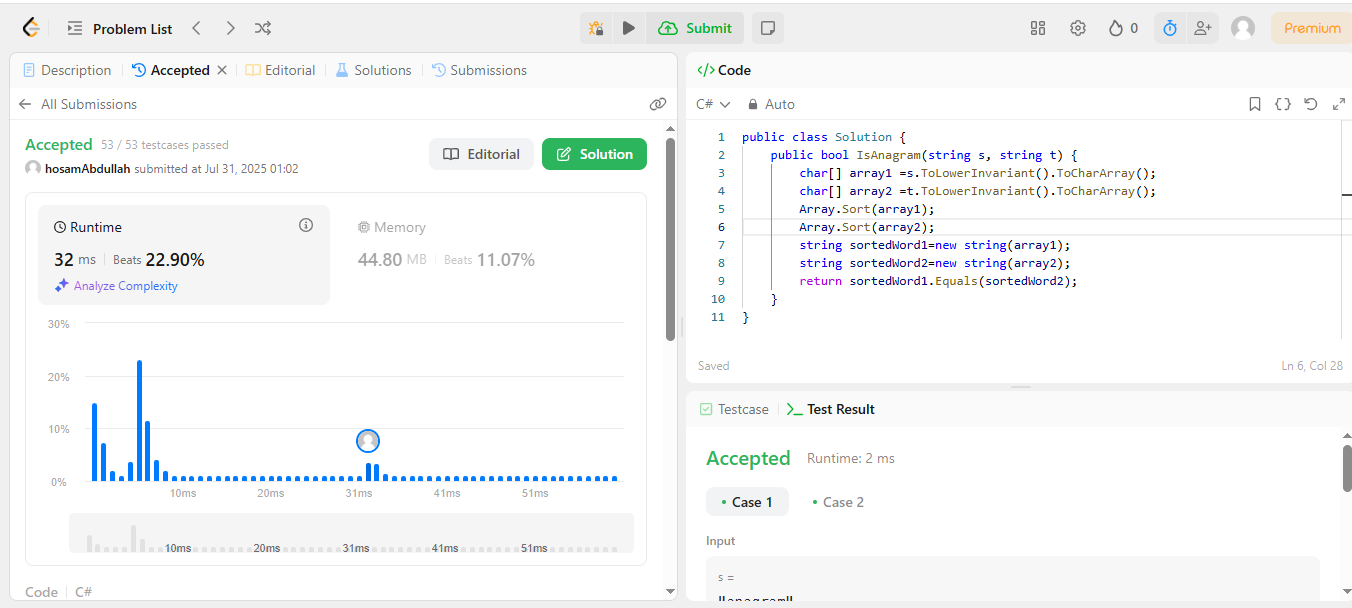 Problem List
Submit
0
Premium
Description
Accepted
Editorial
Solutions
Submissions
All Submissions
Accepted 53 / 53 testcases passed
hosamAbdullah submitted at Jul 31, 2025 01:02
Editorial
Solution
Runtime
32 ms Beats 22.90%
Analyze Complexity
Memory
44.80 MB Beats 11.07%
30%
20%
10%
0%
10ms 20ms 31ms 41ms 51ms
10ms 20ms 31ms 41ms 51ms
Code C#
</> Code
C# Auto
1 public class Solution {
2 public bool IsAnagram(string s, string t) {
3 char[] array1 =s.ToLowerInvariant().ToCharArray();
4 char[] array2 =t.ToLowerInvariant().ToCharArray();
5 Array.Sort(array1);
6 Array.Sort(array2);
7 string sortedWord1=new string(array1);
8 string sortedWord2=new string(array2);
9 return sortedWord1.Equals(sortedWord2);
10 }
11 }
Saved
Ln 6, Col 28
Testcase
Test Result
Accepted Runtime: 2 ms
Case 1
Case 2
Input
s =
"anagram"